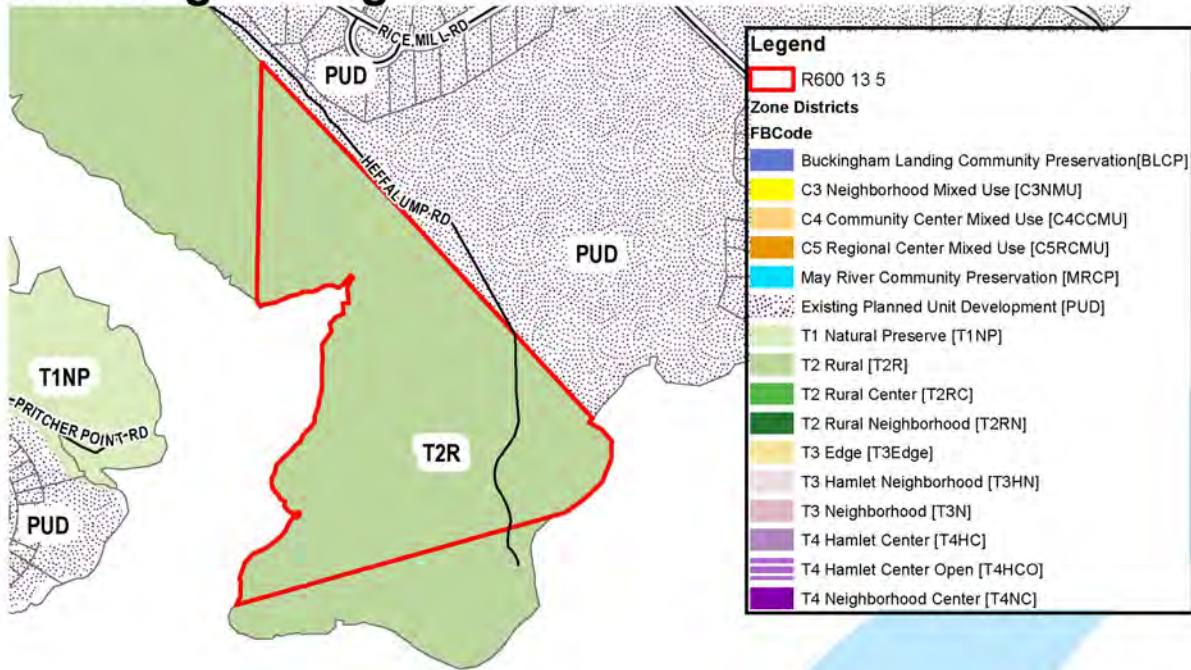 RICE MILL RD
PUD
HEFFALUMP RD
PUD
T1NP
PRITCHER POINT RD
T2R
PUD
Legend
R600 13 5
Zone Districts
FBCode
Buckingham Landing Community Preservation[BLCP]
C3 Neighborhood Mixed Use [C3NMU]
C4 Community Center Mixed Use [C4CCMU]
C5 Regional Center Mixed Use [C5RCMU]
May River Community Preservation [MRCP]
Existing Planned Unit Development [PUD]
T1 Natural Preserve [T1NP]
T2 Rural [T2R]
T2 Rural Center [T2RC]
T2 Rural Neighborhood [T2RN]
T3 Edge [T3Edge]
T3 Hamlet Neighborhood [T3HN]
T3 Neighborhood [T3N]
T4 Hamlet Center [T4HC]
T4 Hamlet Center Open [T4HCO]
T4 Neighborhood Center [T4NC]